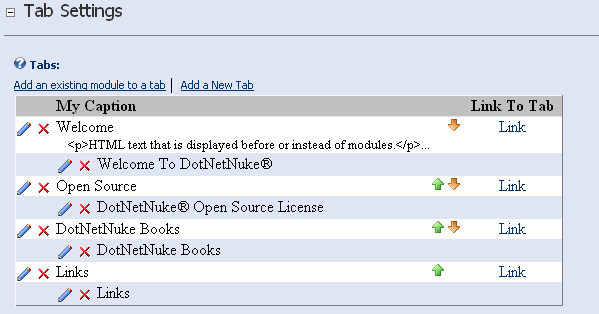 Tab Settings
Tabs:
Add an existing module to a tab | Add a New Tab
My Caption Link To Tab
Welcome Link
<p>HTML text that is displayed before or instead of modules.</p>...
Welcome To DotNetNuke®
Open Source Link
DotNetNuke® Open Source License
DotNetNuke Books Link
DotNetNuke Books
Links Link
Links